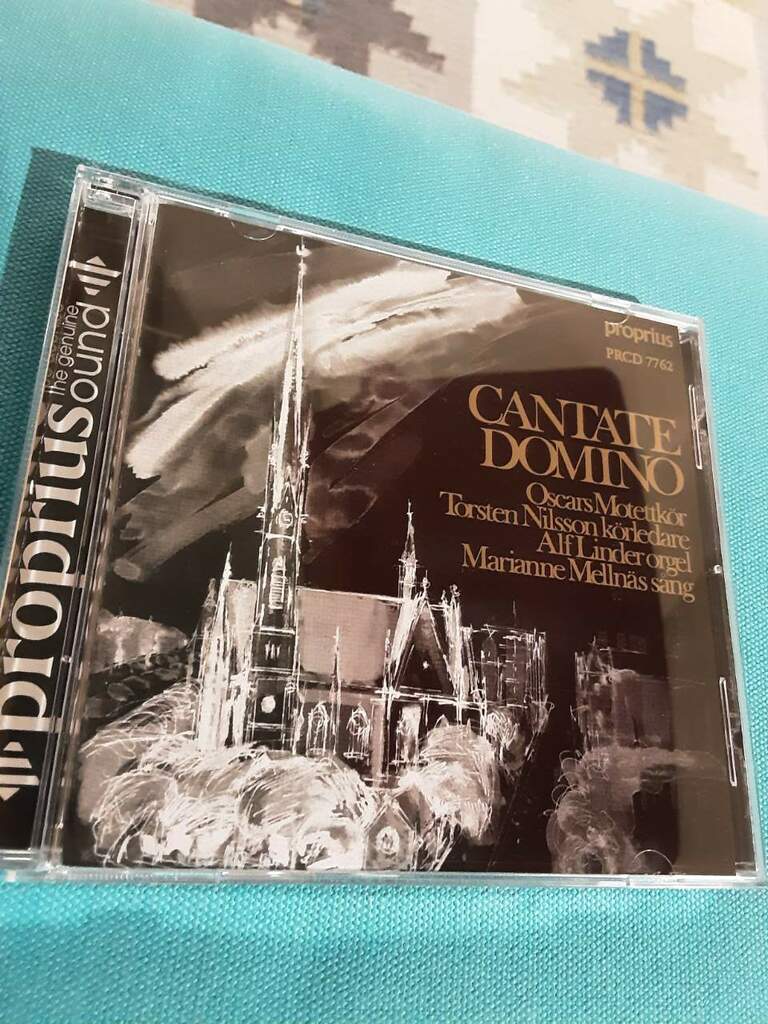 proprius
the genuine
sound
proprius
PRCD 7762
CANTATE
DOMINO
Oscars Motettkör
Torsten Nilsson körledare
Alf Linder orgel
Marianne Mellnäs sång